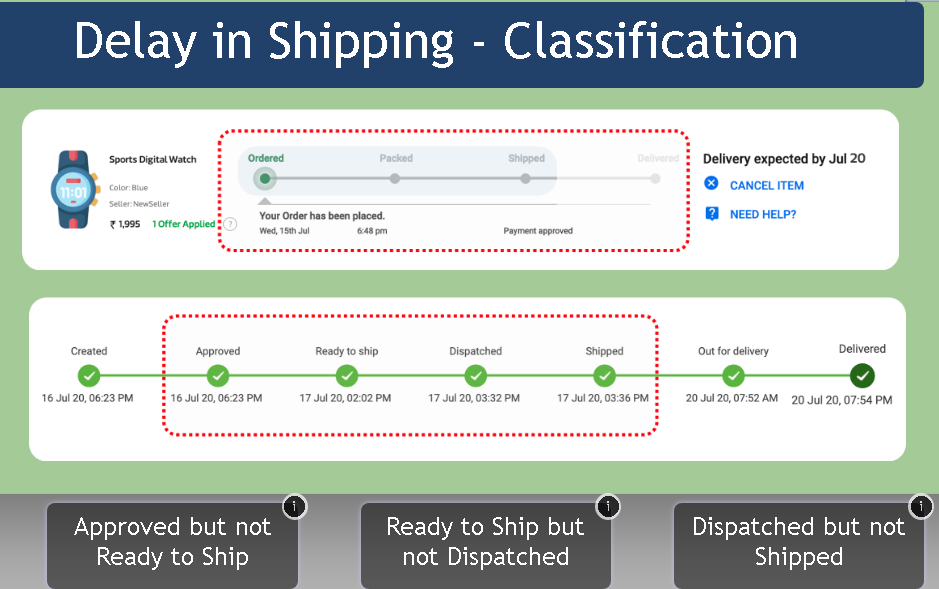 Delay in Shipping - Classification
Sports Digital Watch
11:01
Color: Blue
Seller: NewSeller
₹ 1,995 1 Offer Applied ?
Ordered Packed Shipped Delivered
Your Order has been placed.
Wed, 15th Jul 6:48 pm Payment approved
Delivery expected by Jul 20
CANCEL ITEM
? NEED HELP?
Created Approved Ready to ship Dispatched Shipped Out for delivery Delivered
16 Jul 20, 06:23 PM 16 Jul 20, 06:23 PM 17 Jul 20, 02:02 PM 17 Jul 20, 03:32 PM 17 Jul 20, 03:36 PM 20 Jul 20, 07:52 AM 20 Jul 20, 07:54 PM
i
Approved but not
Ready to Ship
i
Ready to Ship but
not Dispatched
i
Dispatched but not
Shipped